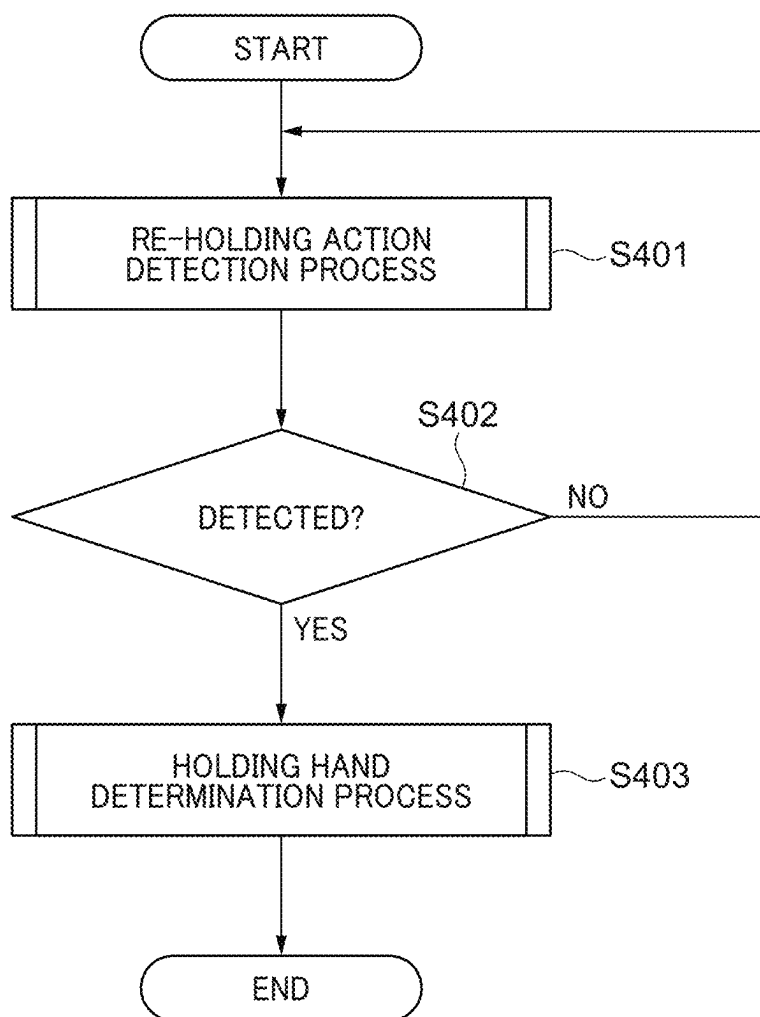 START
RE-HOLDING ACTION
DETECTION PROCESS
S401
S402
DETECTED?
NO
YES
HOLDING HAND
DETERMINATION PROCESS
S403
END